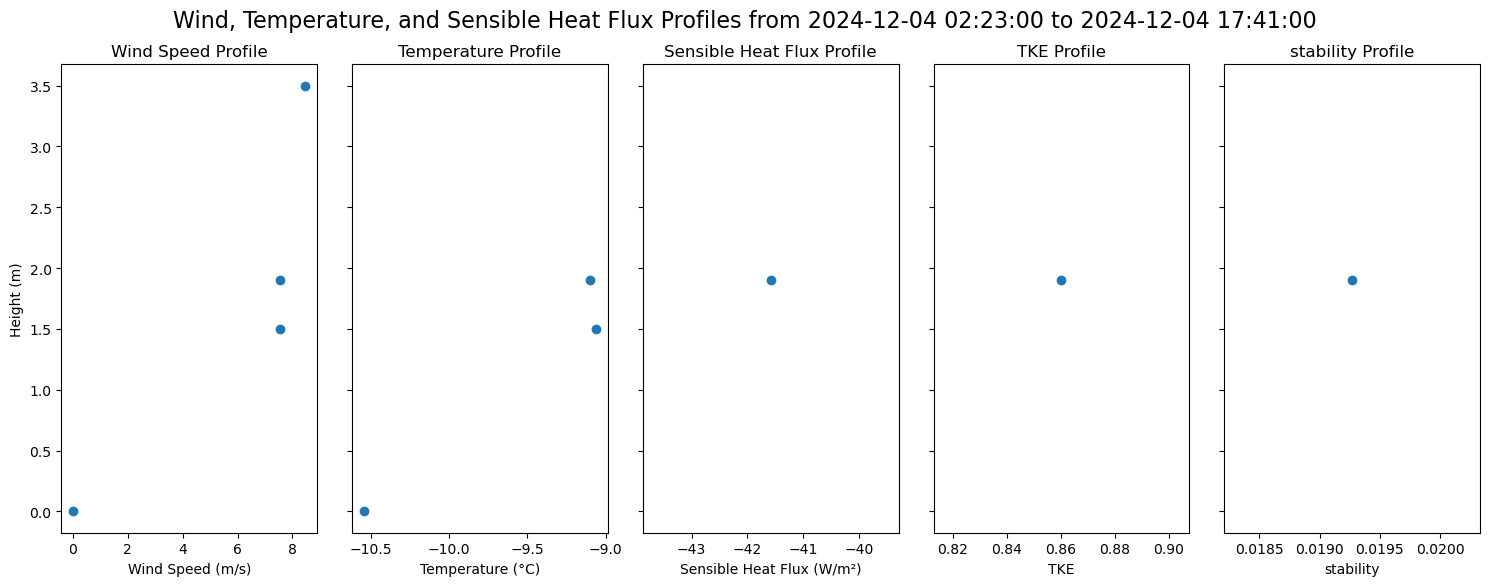 Wind, Temperature, and Sensible Heat Flux Profiles from 2024-12-04 02:23:00 to 2024-12-04 17:41:00
Wind Speed Profile
Temperature Profile
Sensible Heat Flux Profile
TKE Profile
stability Profile
Height (m)
3.5
3.0
2.5
2.0
1.5
1.0
0.5
0.0
0 2 4 6 8
−10.5 −10.0 −9.5 −9.0
−43 −42 −41 −40
0.82 0.84 0.86 0.88 0.90
0.0185 0.0190 0.0195 0.0200
Wind Speed (m/s)
Temperature (°C)
Sensible Heat Flux (W/m²)
TKE
stability